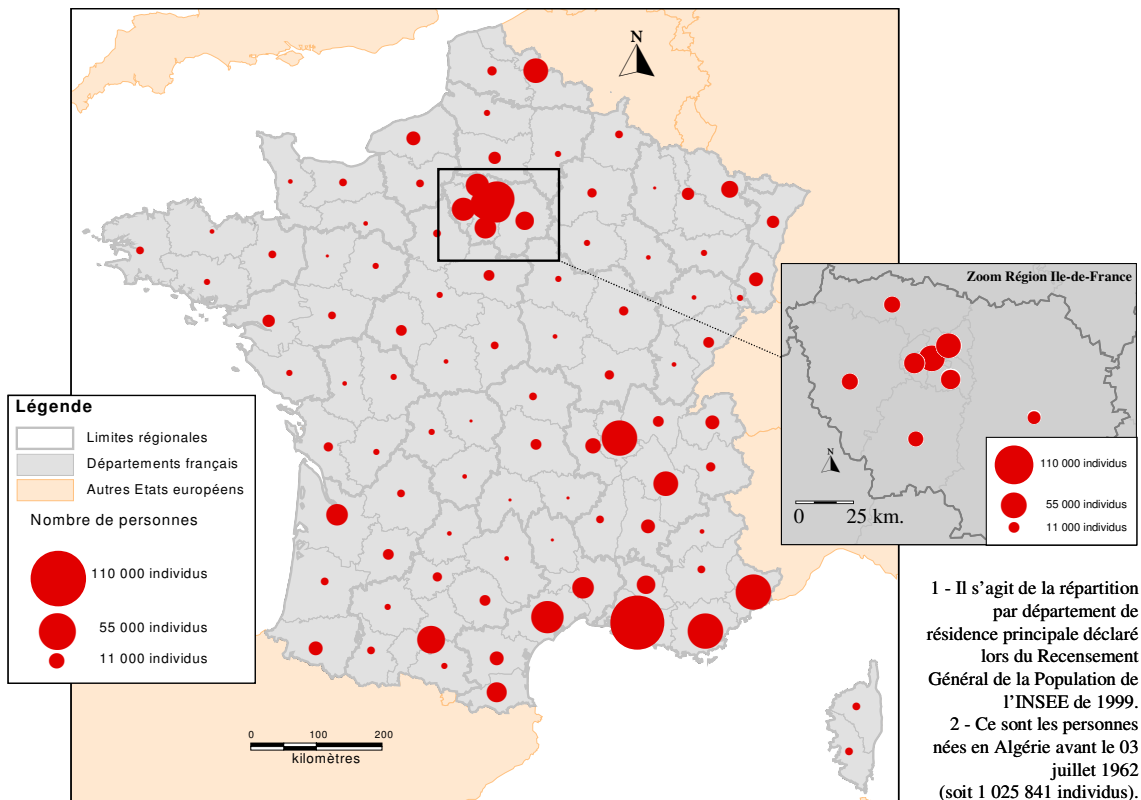 N
Légende
Limites régionales
Départements français
Autres Etats européens
Nombre de personnes
110 000 individus
55 000 individus
11 000 individus
0 100 200
kilomètres
Zoom Région Ile-de-France
N
0 25 km.
110 000 individus
55 000 individus
11 000 individus
1 - Il s’agit de la répartition
par département de
résidence principale déclaré
lors du Recensement
Général de la Population de
l’INSEE de 1999.
2 - Ce sont les personnes
nées en Algérie avant le 03
juillet 1962
(soit 1 025 841 individus).